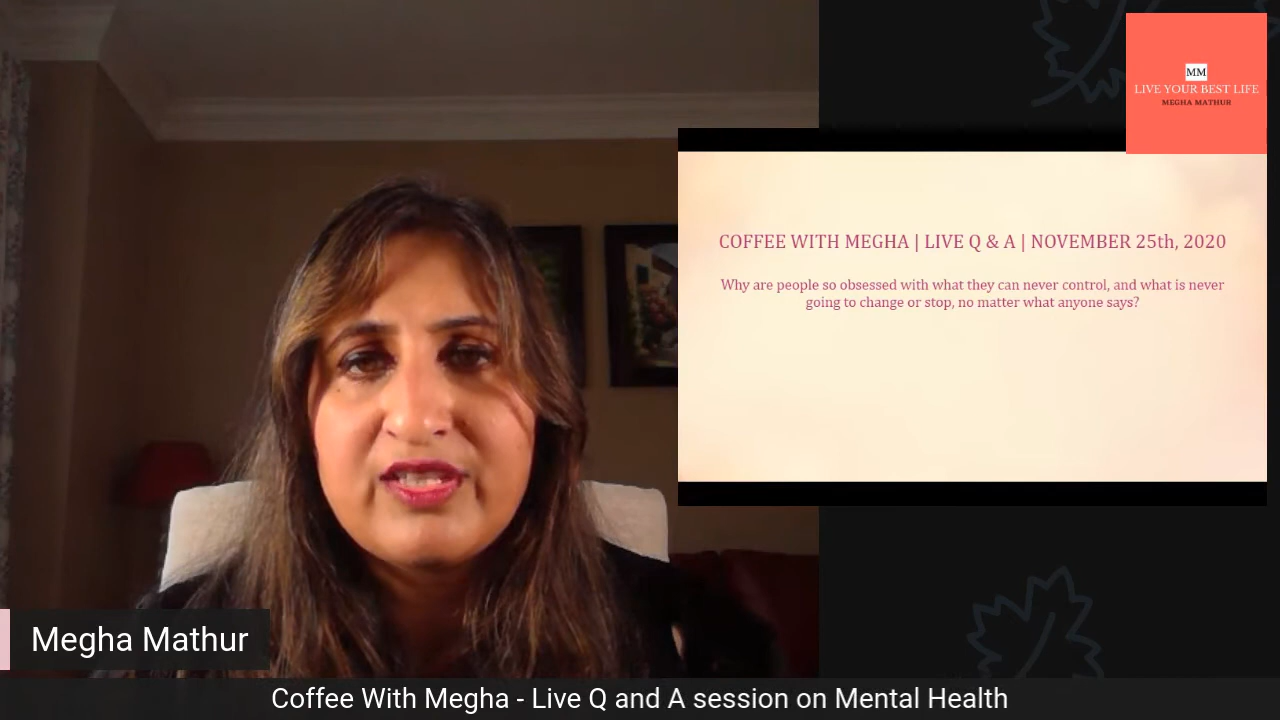 MM
LIVE YOUR BEST LIFE
MEGHA MATHUR
COFFEE WITH MEGHA | LIVE Q & A | NOVEMBER 25th, 2020
Why are people so obsessed with what they can never control, and what is never
going to change or stop, no matter what anyone says?
Megha Mathur
Coffee With Megha - Live Q and A session on Mental Health